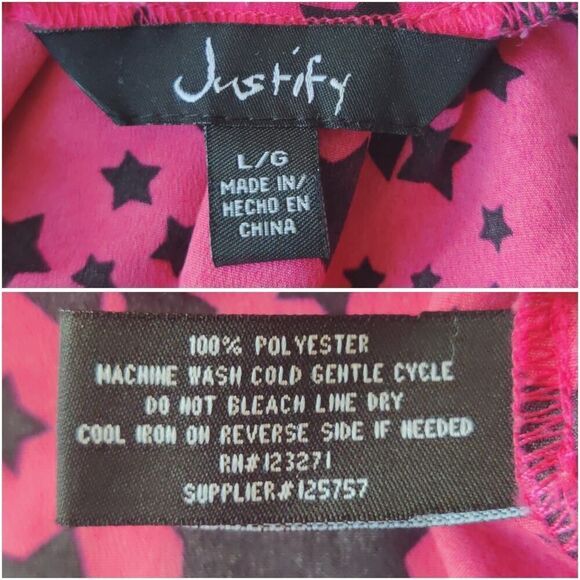 Justify
L/G
MADE IN/
HECHO EN
CHINA
100% POLYESTER
MACHINE WASH COLD GENTLE CYCLE
DO NOT BLEACH LINE DRY
COOL IRON ON REVERSE SIDE IF NEEDED
RN#123271
SUPPLIER#125757